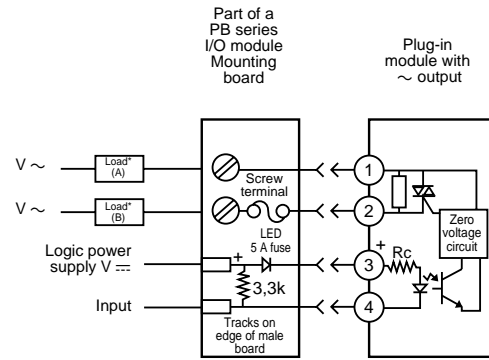 Part of a
PB series
I/O module
Mounting
board
Plug-in
module with
∼ output
V ∼
Load*
(A)
Screw
terminal
1
V ∼
Load*
(B)
2
Zero
voltage
circuit
LED
5 A fuse
Logic power
supply V ⎓
+
3,3k
+
3
Rc
Input
4
Tracks on
edge of male
board